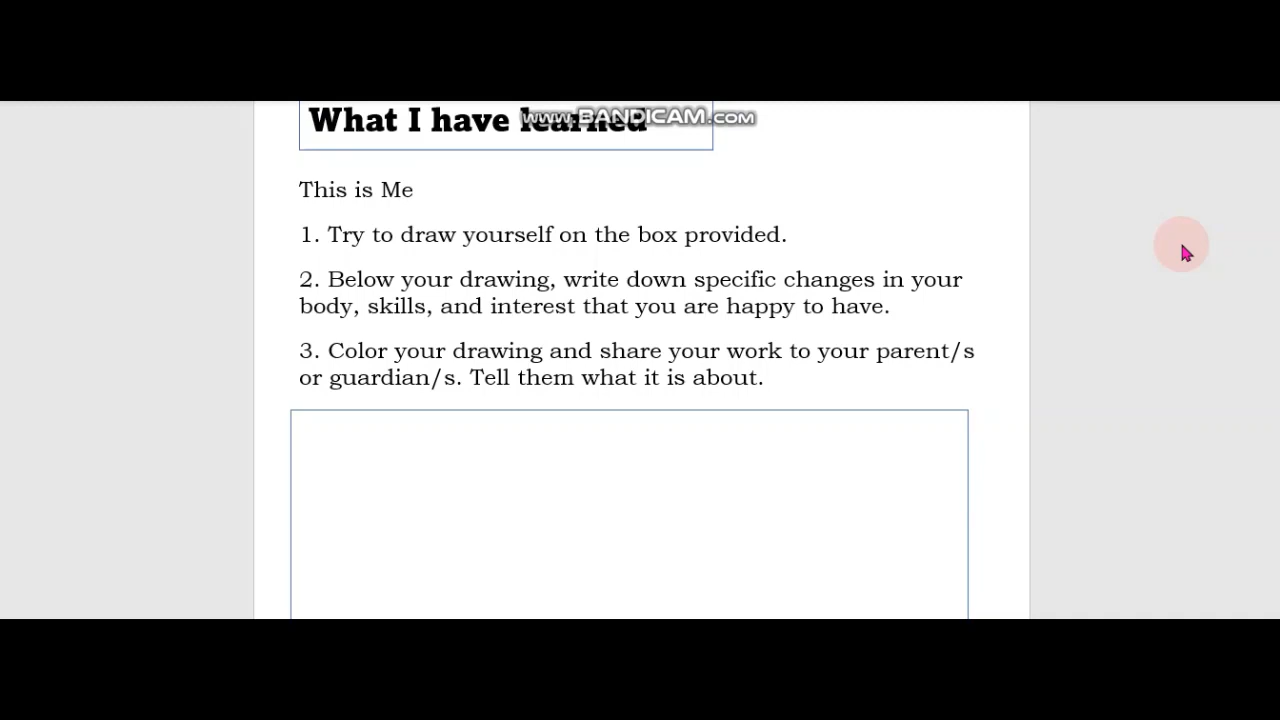 What I have learned
www.BANDICAM.com
This is Me
1. Try to draw yourself on the box provided.
2. Below your drawing, write down specific changes in your
body, skills, and interest that you are happy to have.
3. Color your drawing and share your work to your parent/s
or guardian/s. Tell them what it is about.